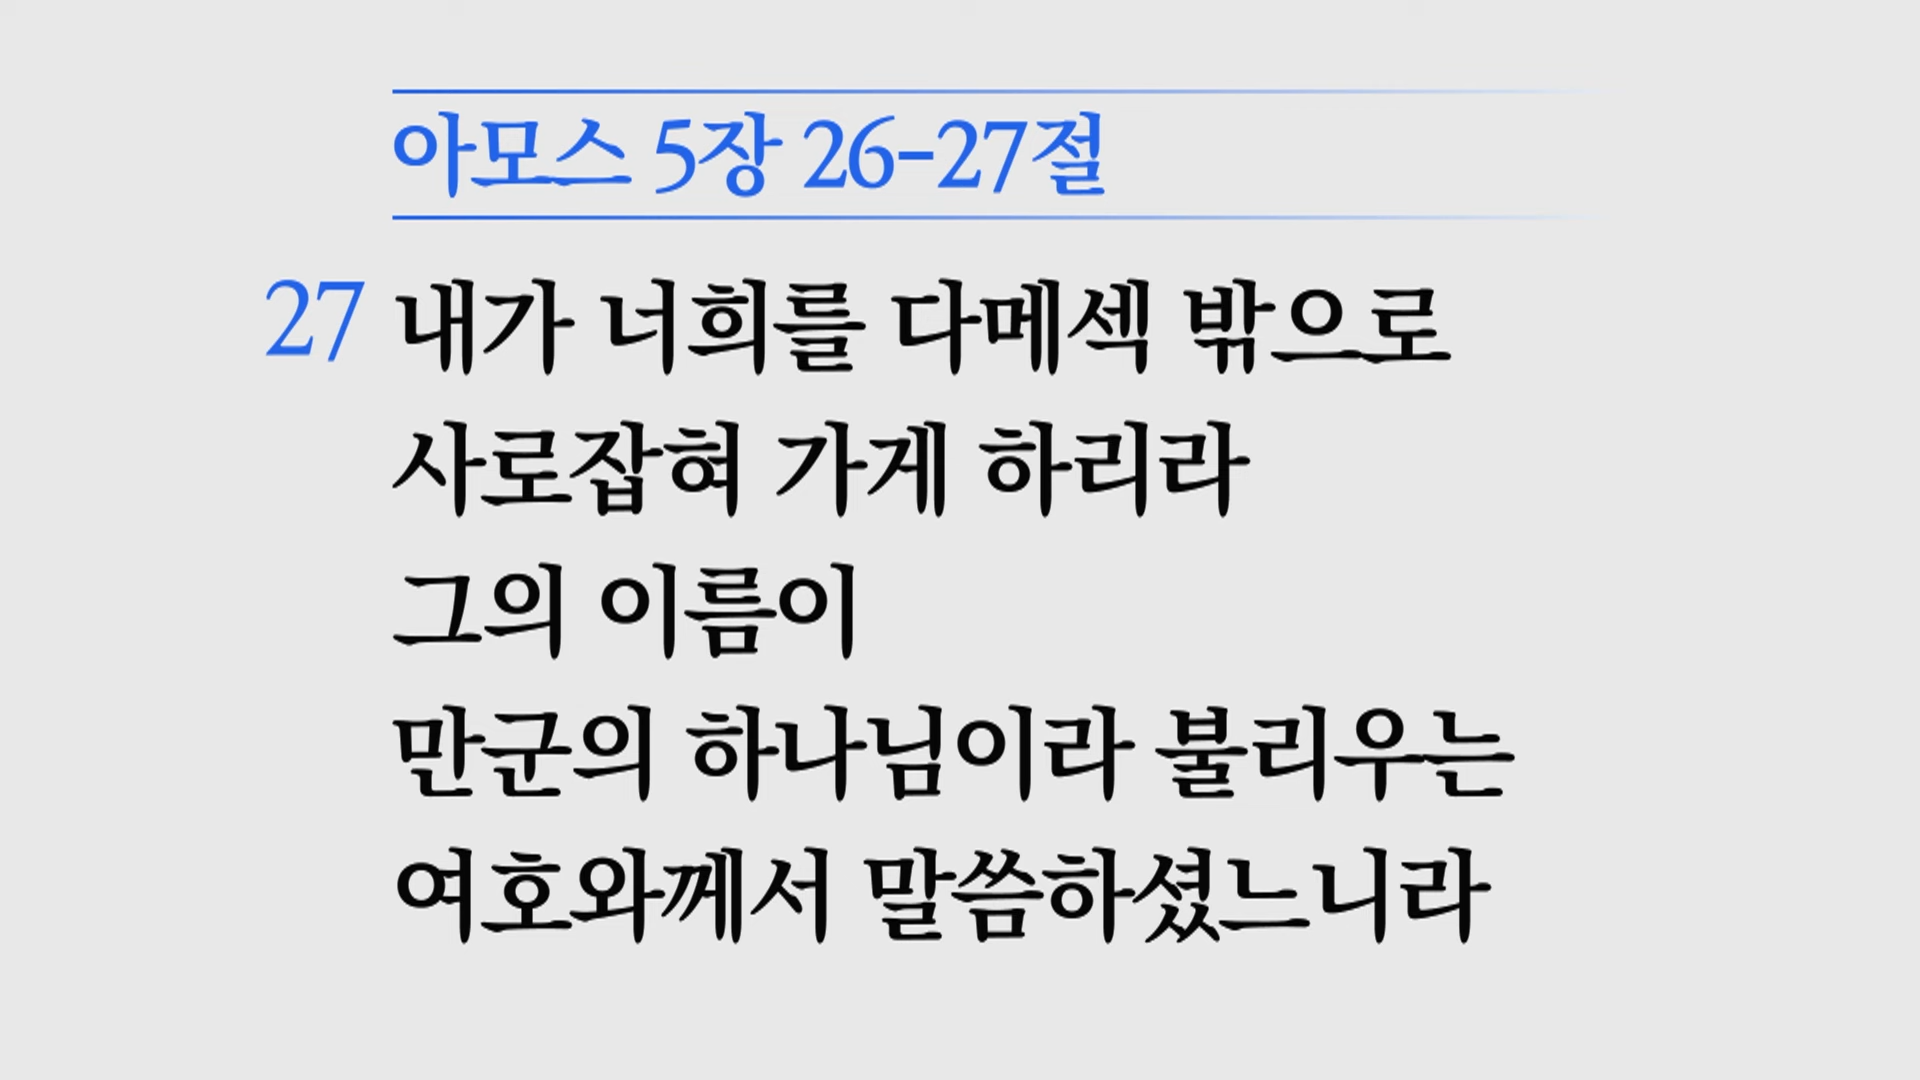 아모스 5장 26-27절
27 내가 너희를 다메섹 밖으로
사로잡혀 가게 하리라
그의 이름이
만군의 하나님이라 불리우는
여호와께서 말씀하셨느니라